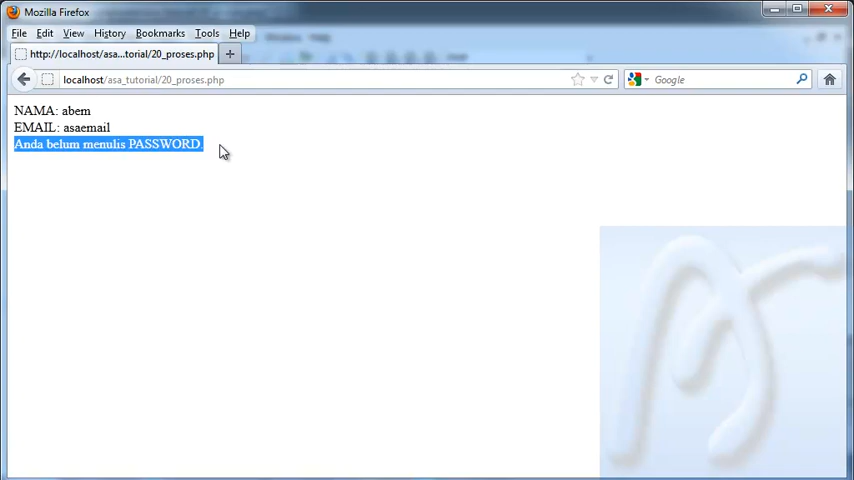 Mozilla Firefox
File Edit View History Bookmarks Tools Help
http://localhost/asa...torial/20_proses.php
localhost/asa_tutorial/20_proses.php
Google
NAMA: abem
EMAIL: asaemail
Anda belum menulis PASSWORD.